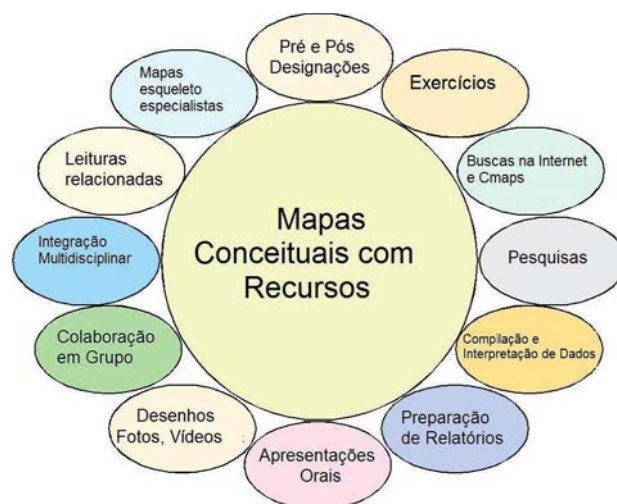 Pré e Pós
Designações
Exercícios
Buscas na Internet
e Cmaps
Pesquisas
Compilação e
Interpretação de Dados
Preparação
de Relatórios
Apresentações
Orais
Desenhos
Fotos, Vídeos
Colaboração
em Grupo
Integração
Multidisciplinar
Leituras
relacionadas
Mapas
esqueleto
especialistas
Mapas
Conceituais com
Recursos